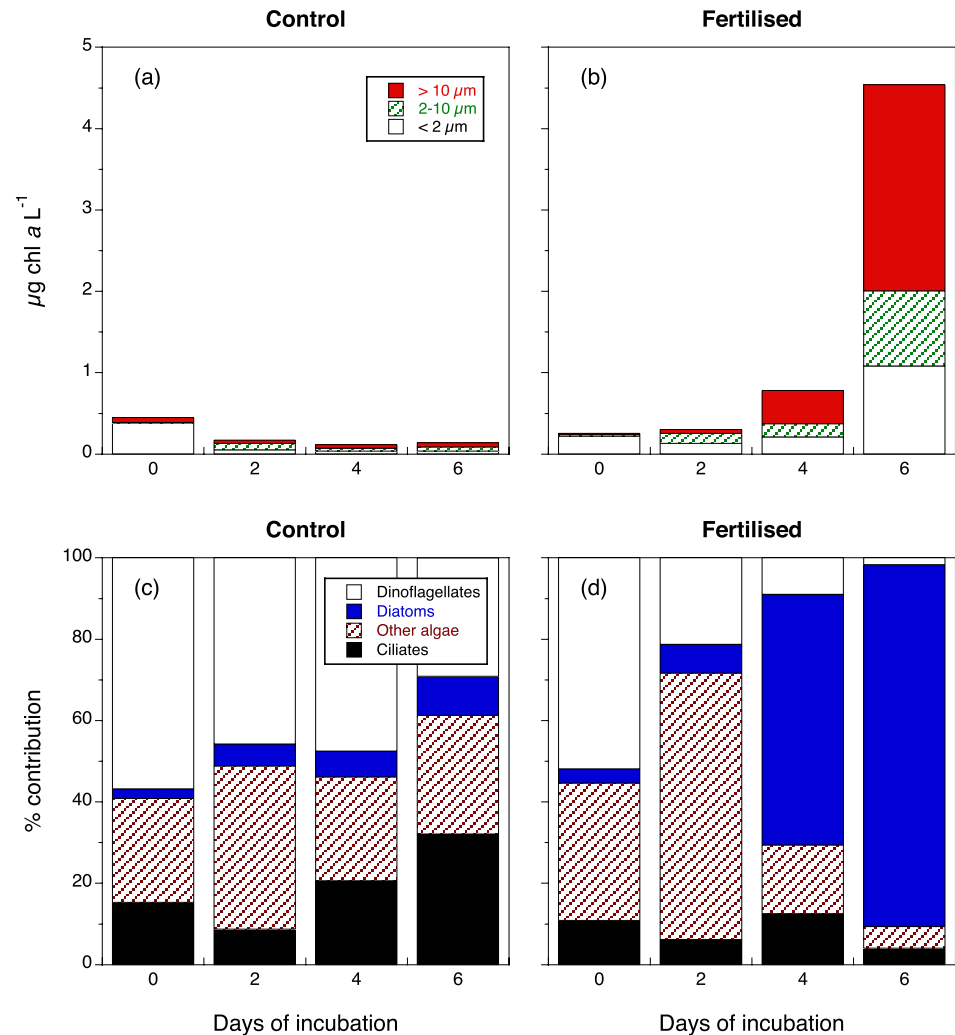 Control
Fertilised
5
4
3
2
1
0
µg chl a L⁻¹
(a)
> 10 µm
2-10 µm
< 2 µm
(b)
0 2 4 6
0 2 4 6
Control
Fertilised
100
80
60
40
20
0
% contribution
(c)
Dinoflagellates
Diatoms
Other algae
Ciliates
(d)
0 2 4 6
0 2 4 6
Days of incubation
Days of incubation